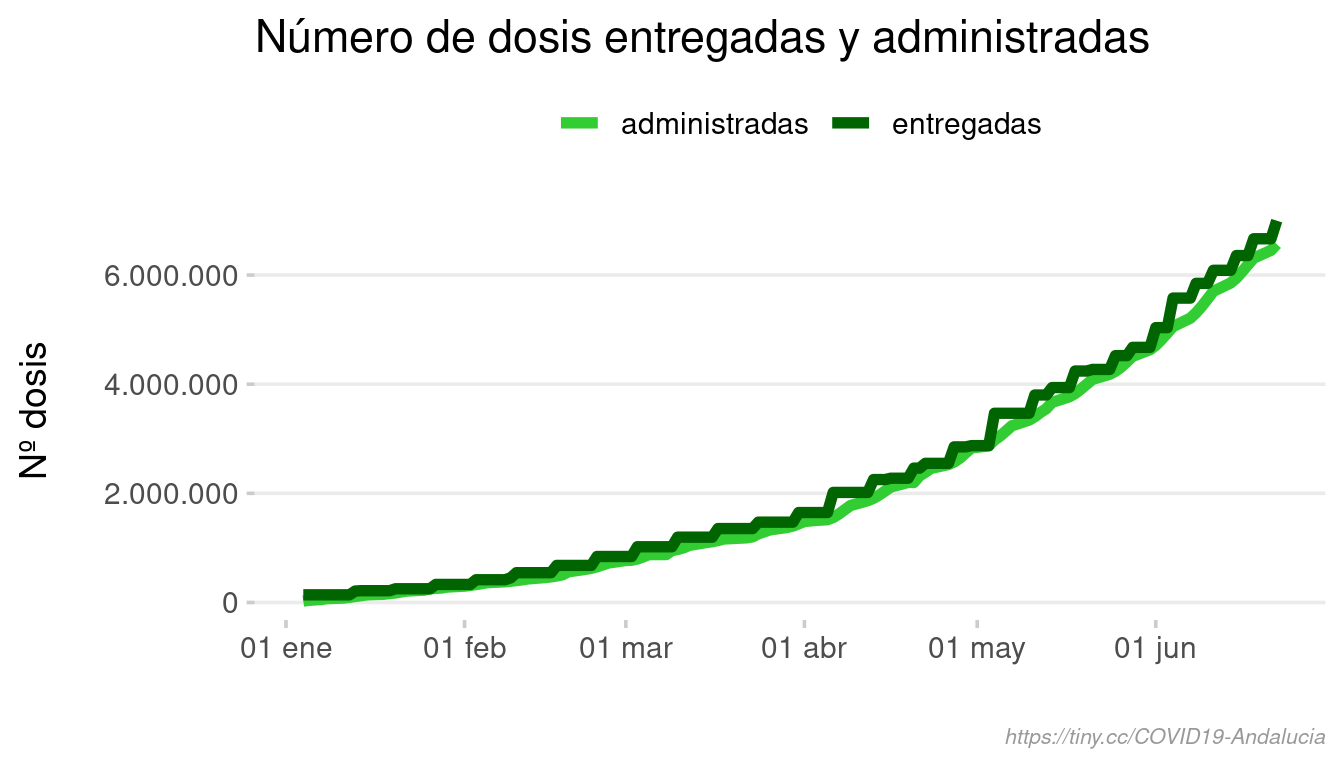 Número de dosis entregadas y administradas
administradas entregadas
Nº dosis
6.000.000
4.000.000
2.000.000
0
01 ene 01 feb 01 mar 01 abr 01 may 01 jun
https://tiny.cc/COVID19-Andalucia